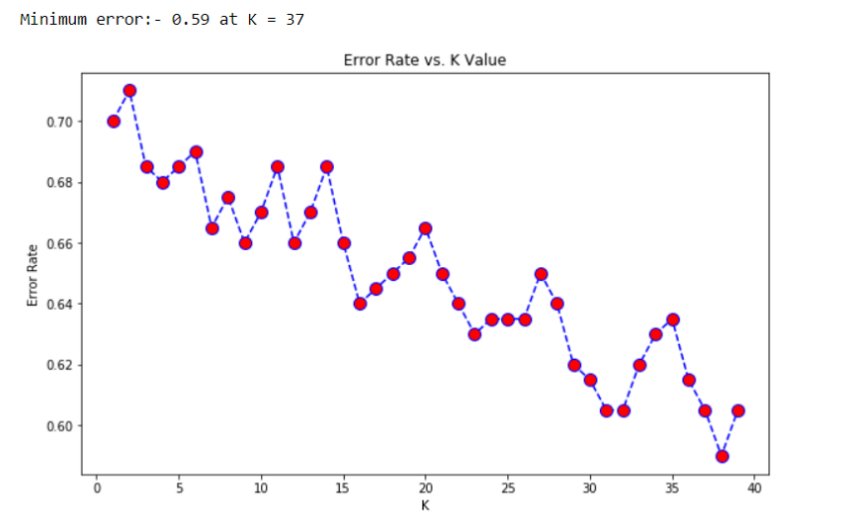 Minimum error:- 0.59 at K = 37
Error Rate vs. K Value
Error Rate
0.70
0.68
0.66
0.64
0.62
0.60
0 5 10 15 20 25 30 35 40
K